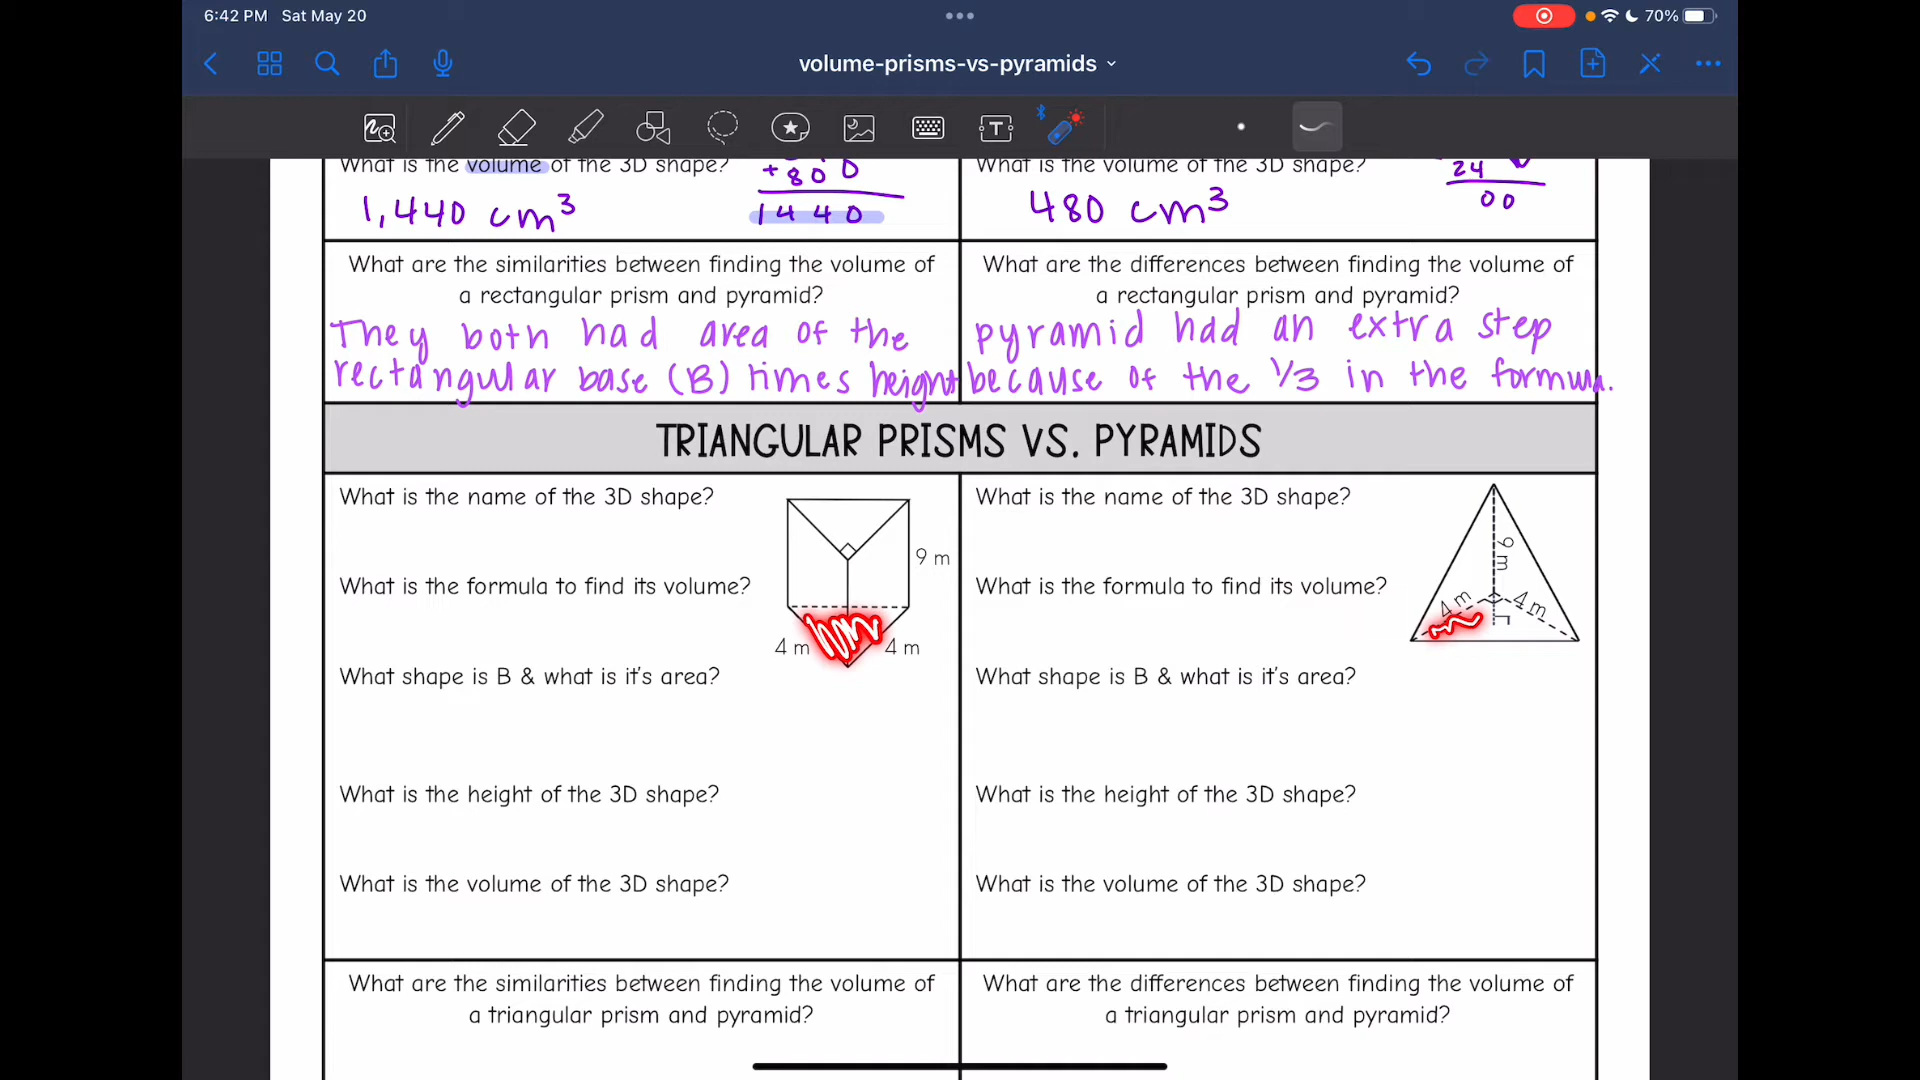 6:42 PM Sat May 20
70%
volume-prisms-vs-pyramids
What is the volume of the 3D shape?
+800
1,440 cm³
1440
What is the volume of the 3D shape?
24
480 cm³
00
What are the similarities between finding the volume of
a rectangular prism and pyramid?
They both had area of the
rectangular base (B) times height
What are the differences between finding the volume of
a rectangular prism and pyramid?
pyramid had an extra step
because of the 1/3 in the formula.
TRIANGULAR PRISMS VS. PYRAMIDS
What is the name of the 3D shape?
9 m
What is the formula to find its volume?
4 m
4 m
What shape is B & what is it's area?
What is the height of the 3D shape?
What is the volume of the 3D shape?
What is the name of the 3D shape?
9 m
What is the formula to find its volume?
4 m
4 m
What shape is B & what is it's area?
What is the height of the 3D shape?
What is the volume of the 3D shape?
What are the similarities between finding the volume of
a triangular prism and pyramid?
What are the differences between finding the volume of
a triangular prism and pyramid?